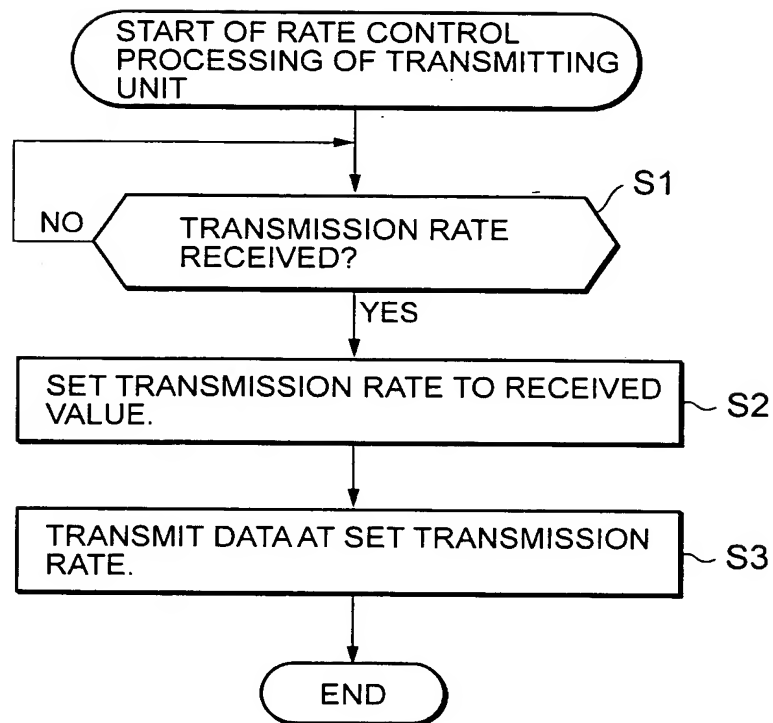 START OF RATE CONTROL
PROCESSING OF TRANSMITTING
UNIT
S1
NO
TRANSMISSION RATE
RECEIVED?
YES
SET TRANSMISSION RATE TO RECEIVED
VALUE.
S2
TRANSMIT DATA AT SET TRANSMISSION
RATE.
S3
END